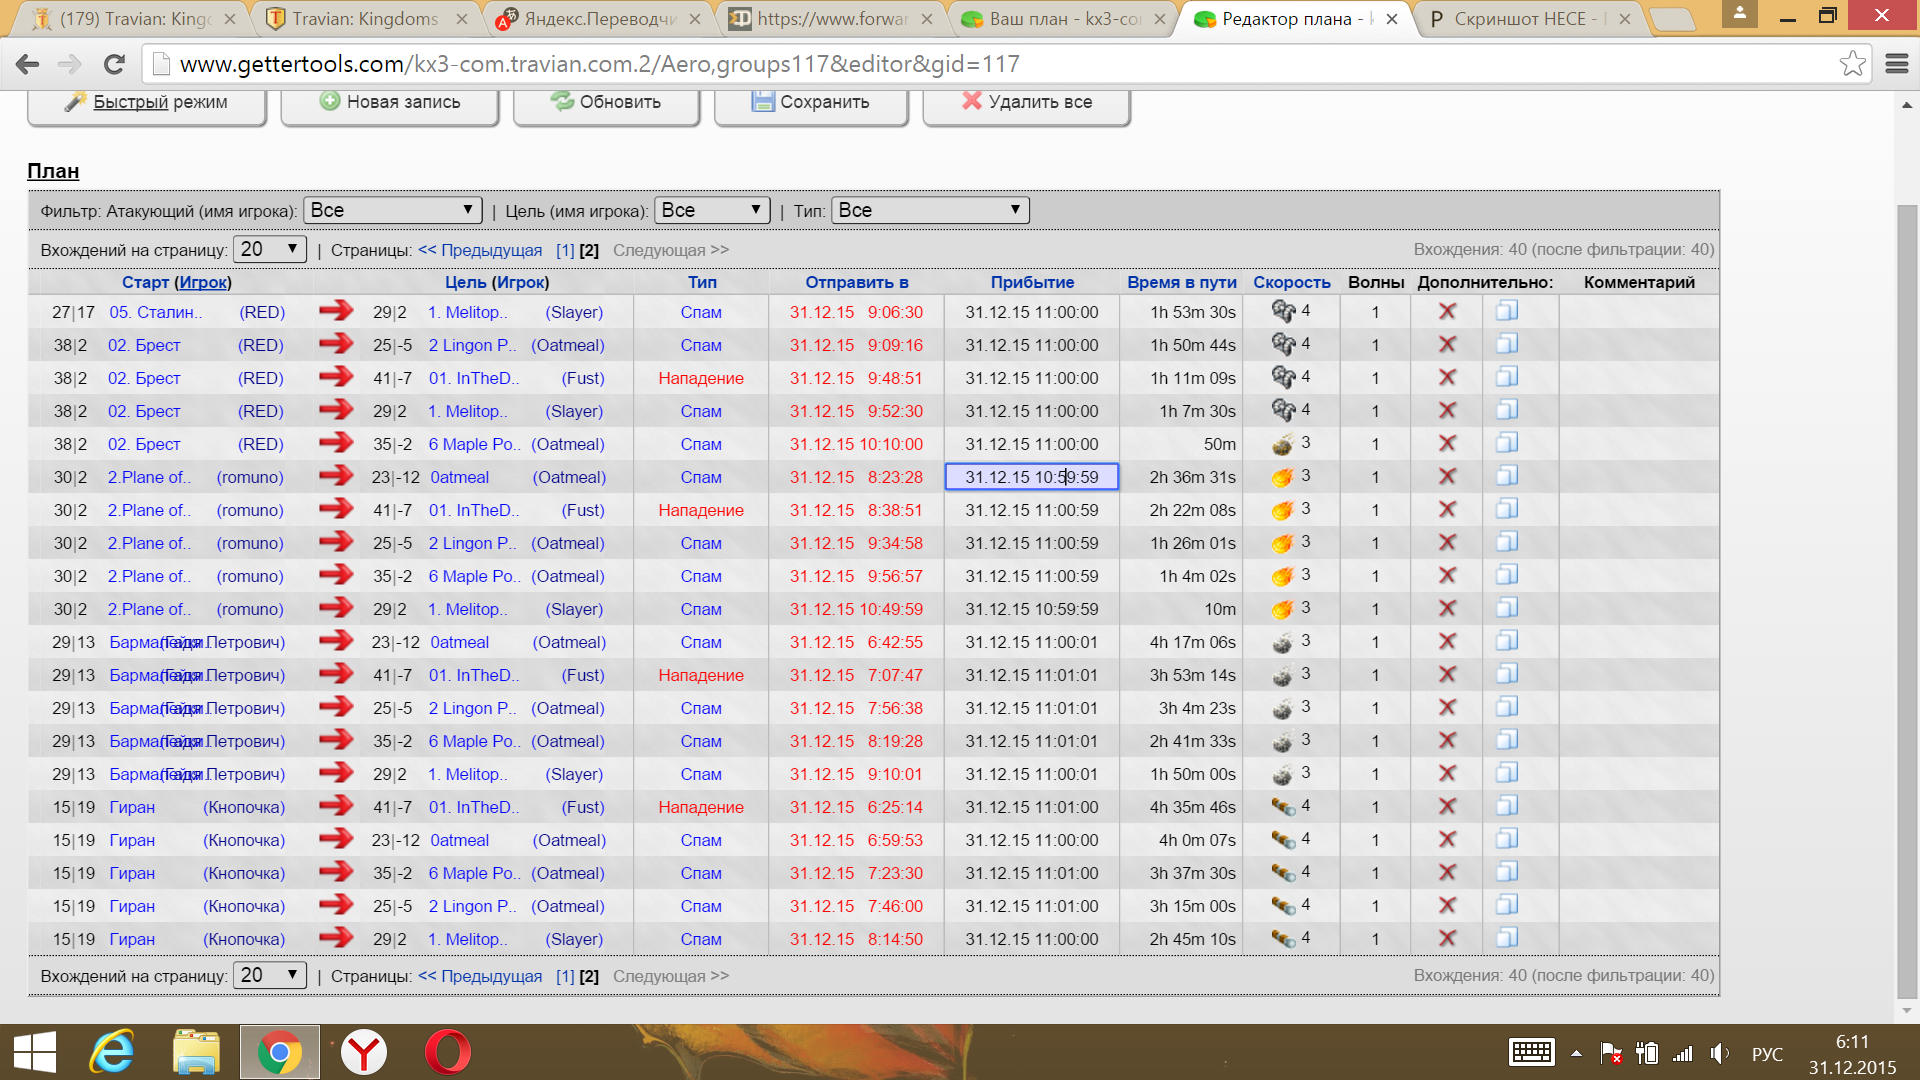 (179) Travian: King
Travian: Kingdoms
Яндекс.Переводчи
https://www.forwar
Ваш план - kx3-co
Редактор плана - k
Скриншот HECE -
www.gettertools.com/kx3-com.travian.com.2/Aero,groups117&editor&gid=117
Быстрый режим
Новая запись
Обновить
Сохранить
Удалить все
План
Фильтр: Атакующий (имя игрока): Все | Цель (имя игрока): Все | Тип: Все
Вхождений на страницу: 20 | Страницы: << Предыдущая [1] [2] Следующая >> Вхождения: 40 (после фильтрации: 40)
Старт (Игрок) Цель (Игрок) Тип Отправить в Прибытие Время в пути Скорость Волны Дополнительно: Комментарий
27|17 05. Сталин.. (RED) 29|2 1. Melitop.. (Slayer) Спам 31.12.15 9:06:30 31.12.15 11:00:00 1h 53m 30s 4 1
38|2 02. Брест (RED) 25|-5 2 Lingon P.. (Oatmeal) Спам 31.12.15 9:09:16 31.12.15 11:00:00 1h 50m 44s 4 1
38|2 02. Брест (RED) 41|-7 01. InTheD.. (Fust) Нападение 31.12.15 9:48:51 31.12.15 11:00:00 1h 11m 09s 4 1
38|2 02. Брест (RED) 29|2 1. Melitop.. (Slayer) Спам 31.12.15 9:52:30 31.12.15 11:00:00 1h 7m 30s 4 1
38|2 02. Брест (RED) 35|-2 6 Maple Po.. (Oatmeal) Спам 31.12.15 10:10:00 31.12.15 11:00:00 50m 3 1
30|2 2.Plane of.. (romuno) 23|-12 0atmeal (Oatmeal) Спам 31.12.15 8:23:28 31.12.15 10:59:59 2h 36m 31s 3 1
30|2 2.Plane of.. (romuno) 41|-7 01. InTheD.. (Fust) Нападение 31.12.15 8:38:51 31.12.15 11:00:59 2h 22m 08s 3 1
30|2 2.Plane of.. (romuno) 25|-5 2 Lingon P.. (Oatmeal) Спам 31.12.15 9:34:58 31.12.15 11:00:59 1h 26m 01s 3 1
30|2 2.Plane of.. (romuno) 35|-2 6 Maple Po.. (Oatmeal) Спам 31.12.15 9:56:57 31.12.15 11:00:59 1h 4m 02s 3 1
30|2 2.Plane of.. (romuno) 29|2 1. Melitop.. (Slayer) Спам 31.12.15 10:49:59 31.12.15 10:59:59 10m 3 1
29|13 Петрович) 23|-12 0atmeal (Oatmeal) Спам 31.12.15 6:42:55 31.12.15 11:00:01 4h 17m 06s 3 1
29|13 Петрович) 41|-7 01. InTheD.. (Fust) Нападение 31.12.15 7:07:47 31.12.15 11:01:01 3h 53m 14s 3 1
29|13 Петрович) 25|-5 2 Lingon P.. (Oatmeal) Спам 31.12.15 7:56:38 31.12.15 11:01:01 3h 4m 23s 3 1
29|13 Петрович) 35|-2 6 Maple Po.. (Oatmeal) Спам 31.12.15 8:19:28 31.12.15 11:01:01 2h 41m 33s 3 1
29|13 Петрович) 29|2 1. Melitop.. (Slayer) Спам 31.12.15 9:10:01 31.12.15 11:00:01 1h 50m 00s 3 1
15|19 Гиран (Кнопочка) 41|-7 01. InTheD.. (Fust) Нападение 31.12.15 6:25:14 31.12.15 11:01:00 4h 35m 46s 4 1
15|19 Гиран (Кнопочка) 23|-12 0atmeal (Oatmeal) Спам 31.12.15 6:59:53 31.12.15 11:00:00 4h 0m 07s 4 1
15|19 Гиран (Кнопочка) 35|-2 6 Maple Po.. (Oatmeal) Спам 31.12.15 7:23:30 31.12.15 11:01:00 3h 37m 30s 4 1
15|19 Гиран (Кнопочка) 25|-5 2 Lingon P.. (Oatmeal) Спам 31.12.15 7:46:00 31.12.15 11:01:00 3h 15m 00s 4 1
15|19 Гиран (Кнопочка) 29|2 1. Melitop.. (Slayer) Спам 31.12.15 8:14:50 31.12.15 11:00:00 2h 45m 10s 4 1
Вхождений на страницу: 20 | Страницы: << Предыдущая [1] [2] Следующая >> Вхождения: 40 (после фильтрации: 40)
РУС
6:11
31.12.2015